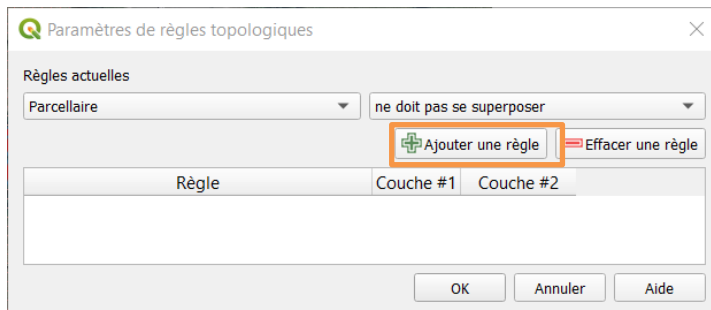 Paramètres de règles topologiques
Règles actuelles
Parcellaire ne doit pas se superposer
Ajouter une règle Effacer une règle
Règle Couche #1 Couche #2
OK Annuler Aide